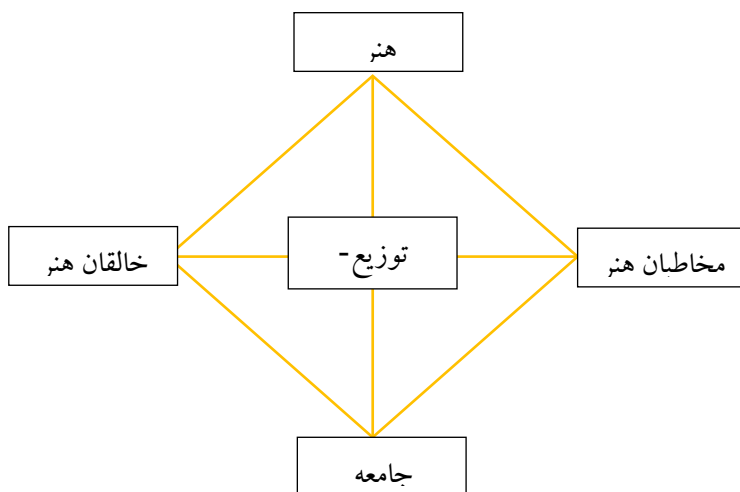 هنر
خالقان هنر
توزیع-
مخاطبان هنر
جامعه